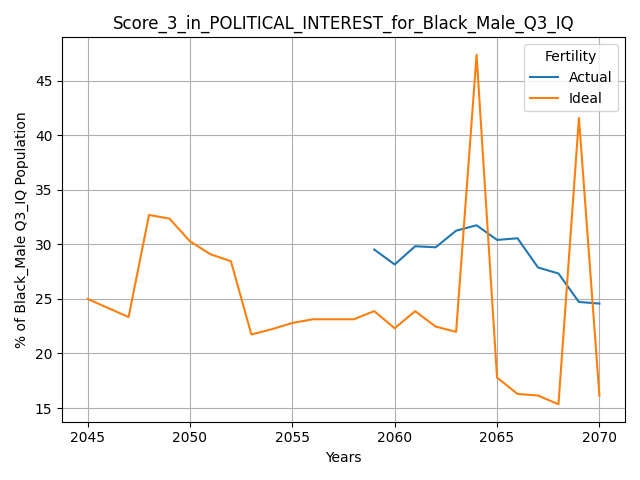 Score_3_in_POLITICAL_INTEREST_for_Black_Male_Q3_IQ
Fertility
Actual
Ideal
% of Black_Male Q3_IQ Population
45
40
35
30
25
20
15
2045 2050 2055 2060 2065 2070
Years